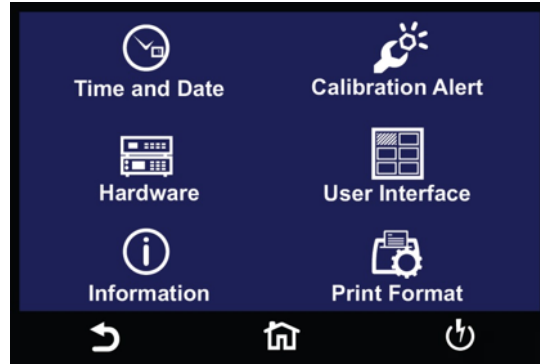 Time and Date
Calibration Alert
Hardware
User Interface
Information
Print Format